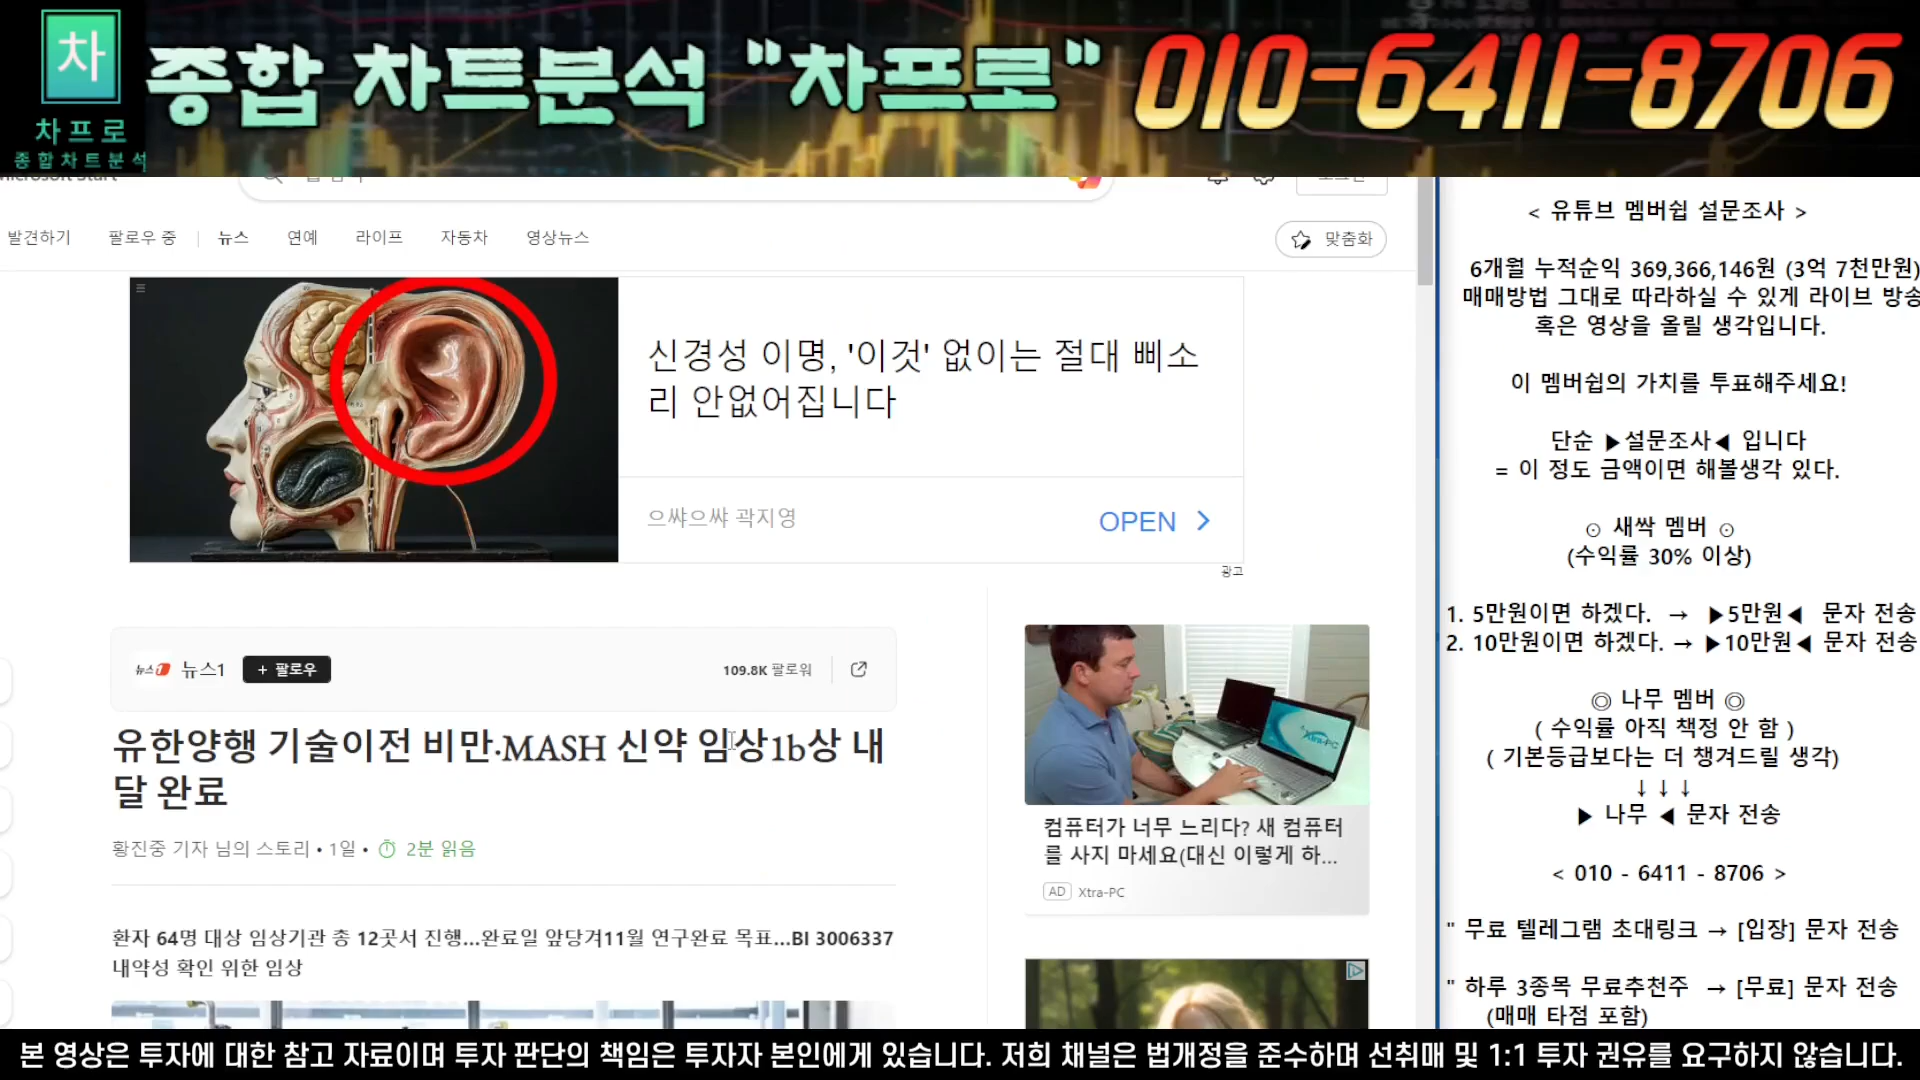 차
차프로
종합차트분석
종합 차트분석 "차프로" 010-6411-8706
발견하기 팔로우 중 뉴스 연예 라이프 자동차 영상뉴스 맞춤화
신경성 이명, '이것' 없이는 절대 삐소
리 안없어집니다
으쌰으쌰 곽지영
OPEN
광고
뉴스1 뉴스1 + 팔로우 109.8K 팔로워
유한양행 기술이전 비만·MASH 신약 임상1b상 내
달 완료
황진중 기자 님의 스토리 • 1일 • 2분 읽음
환자 64명 대상 임상기관 총 12곳서 진행...완료일 앞당겨11월 연구완료 목표...BI 3006337
내약성 확인 위한 임상
Xtra-PC
컴퓨터가 너무 느리다? 새 컴퓨터
를 사지 마세요(대신 이렇게 하...
AD Xtra-PC
< 유튜브 멤버쉽 설문조사 >
6개월 누적순익 369,366,146원 (3억 7천만원)
매매방법 그대로 따라하실 수 있게 라이브 방송
혹은 영상을 올릴 생각입니다.
이 멤버쉽의 가치를 투표해주세요!
단순 ▶설문조사◀ 입니다
= 이 정도 금액이면 해볼생각 있다.
⊙ 새싹 멤버 ⊙
(수익률 30% 이상)
1. 5만원이면 하겠다. → ▶5만원◀ 문자 전송
2. 10만원이면 하겠다. → ▶10만원◀ 문자 전송
◎ 나무 멤버 ◎
( 수익률 아직 책정 안 함 )
( 기본등급보다는 더 챙겨드릴 생각)
↓ ↓ ↓
▶ 나무 ◀ 문자 전송
< 010 - 6411 - 8706 >
" 무료 텔레그램 초대링크 → [입장] 문자 전송
" 하루 3종목 무료추천주 → [무료] 문자 전송
(매매 타점 포함)
본 영상은 투자에 대한 참고 자료이며 투자 판단의 책임은 투자자 본인에게 있습니다. 저희 채널은 법개정을 준수하며 선취매 및 1:1 투자 권유를 요구하지 않습니다.